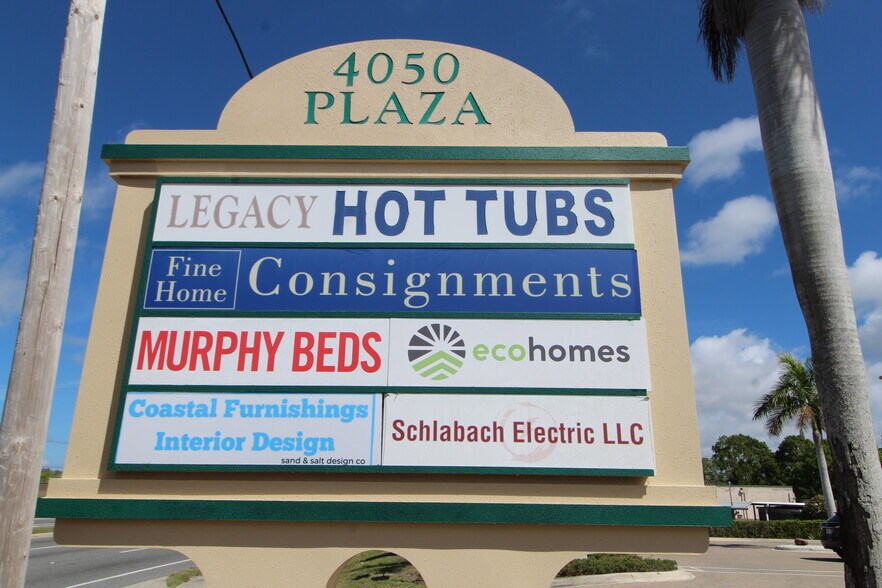 4050
PLAZA
LEGACY HOT TUBS
Fine
Home
Consignments
MURPHY BEDS
ecohomes
Coastal Furnishings
Interior Design
sand & salt design co
Schlabach Electric LLC